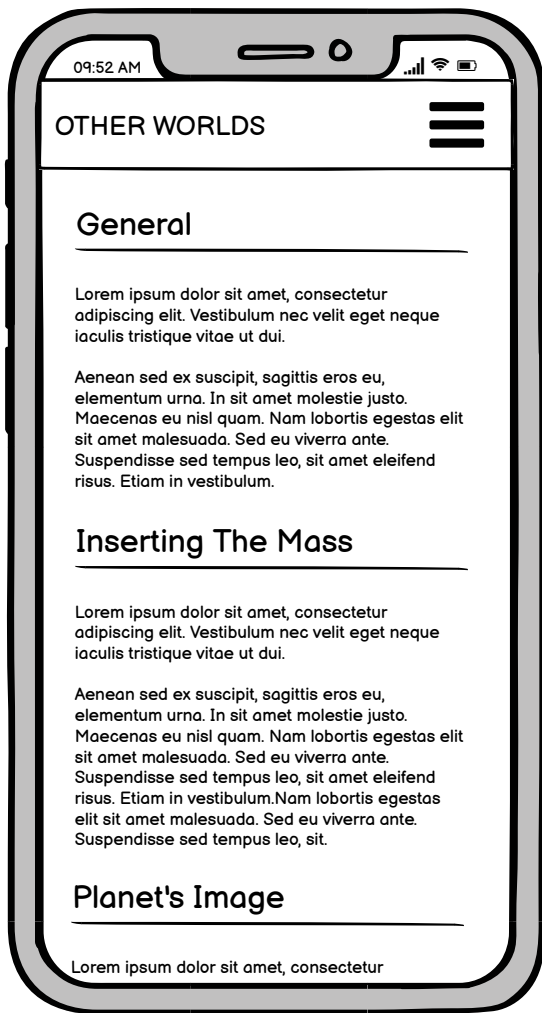 09:52 AM
OTHER WORLDS
General
Lorem ipsum dolor sit amet, consectetur
adipiscing elit. Vestibulum nec velit eget neque
iaculis tristique vitae ut dui.
Aenean sed ex suscipit, sagittis eros eu,
elementum urna. In sit amet molestie justo.
Maecenas eu nisl quam. Nam lobortis egestas elit
sit amet malesuada. Sed eu viverra ante.
Suspendisse sed tempus leo, sit amet eleifend
risus. Etiam in vestibulum.
Inserting The Mass
Lorem ipsum dolor sit amet, consectetur
adipiscing elit. Vestibulum nec velit eget neque
iaculis tristique vitae ut dui.
Aenean sed ex suscipit, sagittis eros eu,
elementum urna. In sit amet molestie justo.
Maecenas eu nisl quam. Nam lobortis egestas elit
sit amet malesuada. Sed eu viverra ante.
Suspendisse sed tempus leo, sit amet eleifend
risus. Etiam in vestibulum.Nam lobortis egestas
elit sit amet malesuada. Sed eu viverra ante.
Suspendisse sed tempus leo, sit.
Planet's Image
Lorem ipsum dolor sit amet, consectetur